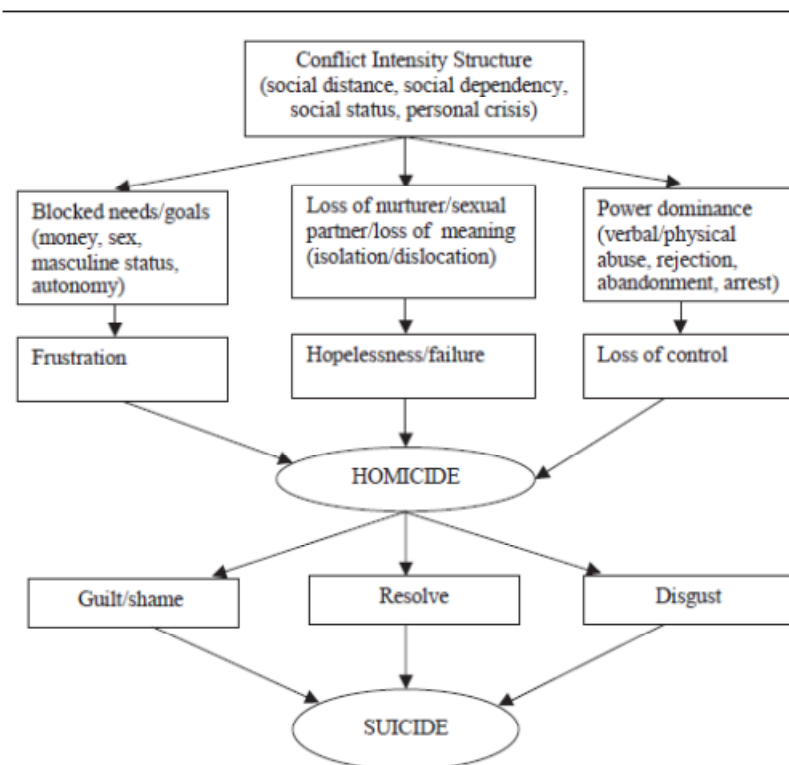 Conflict Intensity Structure
(social distance, social dependency,
social status, personal crisis)
Blocked needs/goals
(money, sex,
masculine status,
autonomy)
Loss of nurturer/sexual
partner/loss of meaning
(isolation/dislocation)
Power dominance
(verbal/physical
abuse, rejection,
abandonment, arrest)
Frustration
Hopelessness/failure
Loss of control
HOMICIDE
Guilt/shame
Resolve
Disgust
SUICIDE